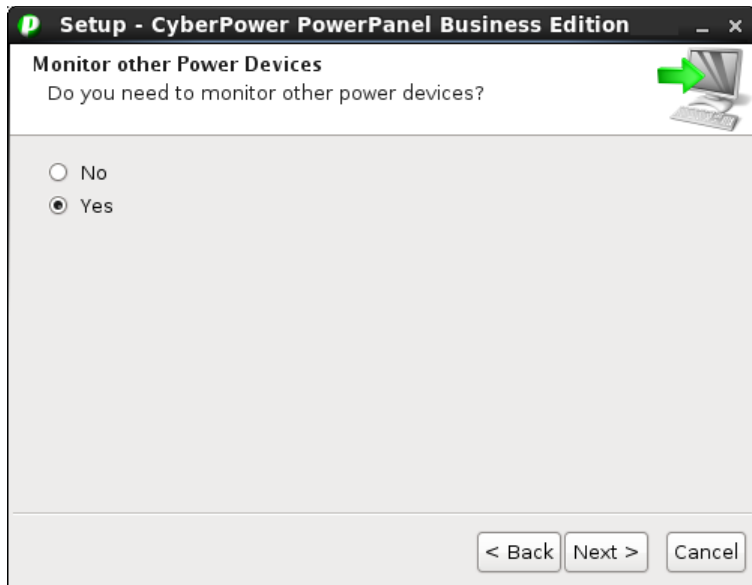 Setup - CyberPower PowerPanel Business Edition
Monitor other Power Devices
Do you need to monitor other power devices?
No
Yes
< Back Next > Cancel